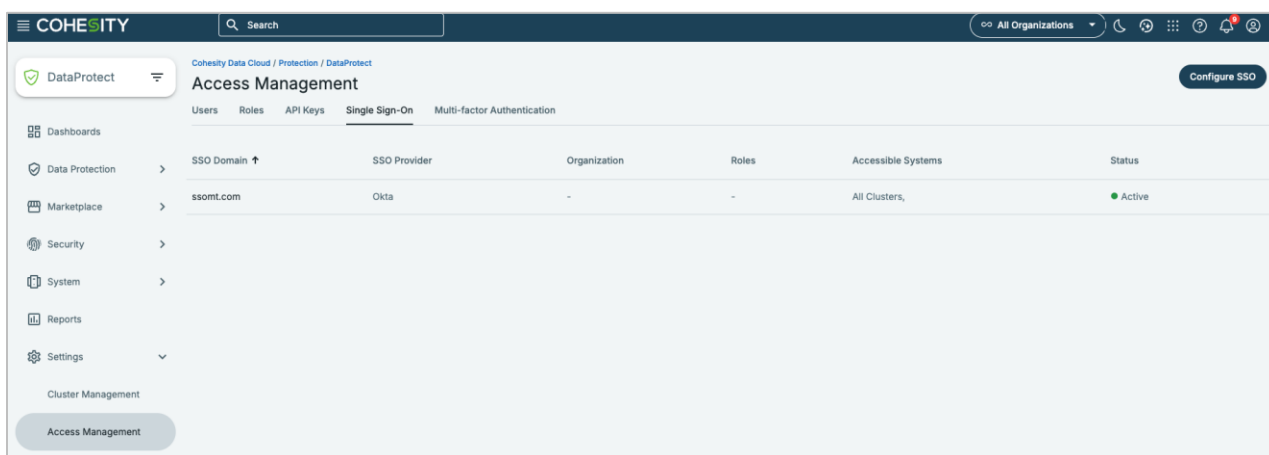 COHESITY
Search
All Organizations
9
DataProtect
Cohesity Data Cloud / Protection / DataProtect
Access Management
Configure SSO
Users Roles API Keys Single Sign-On Multi-factor Authentication
Dashboards
Data Protection
Marketplace
Security
System
Reports
Settings
Cluster Management
Access Management
SSO Domain ↑ SSO Provider Organization Roles Accessible Systems Status
ssomt.com Okta - - All Clusters, Active